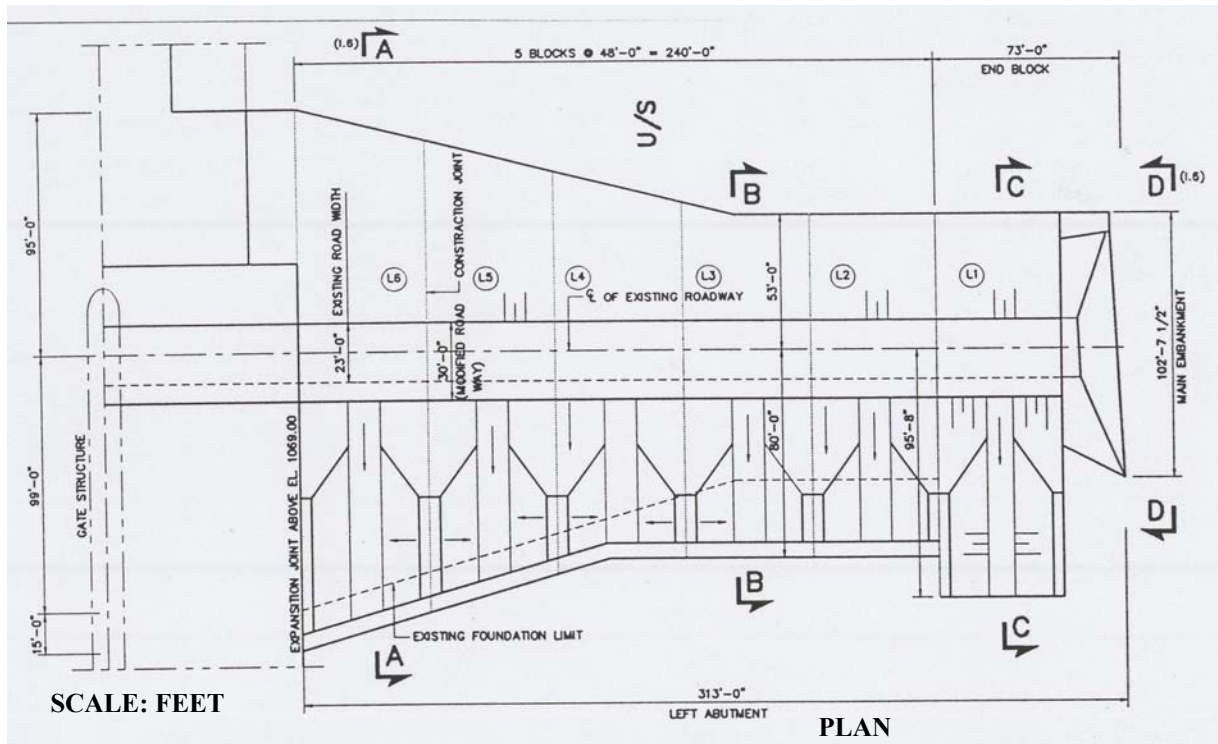 (1.6) A
5 BLOCKS @ 48'-0" = 240'-0"
73'-0"
END BLOCK
U/S
B
C
D (1.6)
95'-0"
EXISTING ROAD WIDTH
CONSTRACTION JOINT
L6
L5
L4
L3
L2
L1
℄ OF EXISTING ROADWAY
53'-0"
23'-0"
30'-0"
(MODIFIED ROAD
WAY)
102'-7 1/2"
MAIN EMBANKMENT
80'-0"
95'-8"
GATE STRUCTURE
99'-0"
EXPANSITION JOINT ABOVE EL. 1069.00
15'-0"
D
B
C
A
EXISTING FOUNDATION LIMIT
SCALE: FEET
313'-0"
LEFT ABUTMENT
PLAN